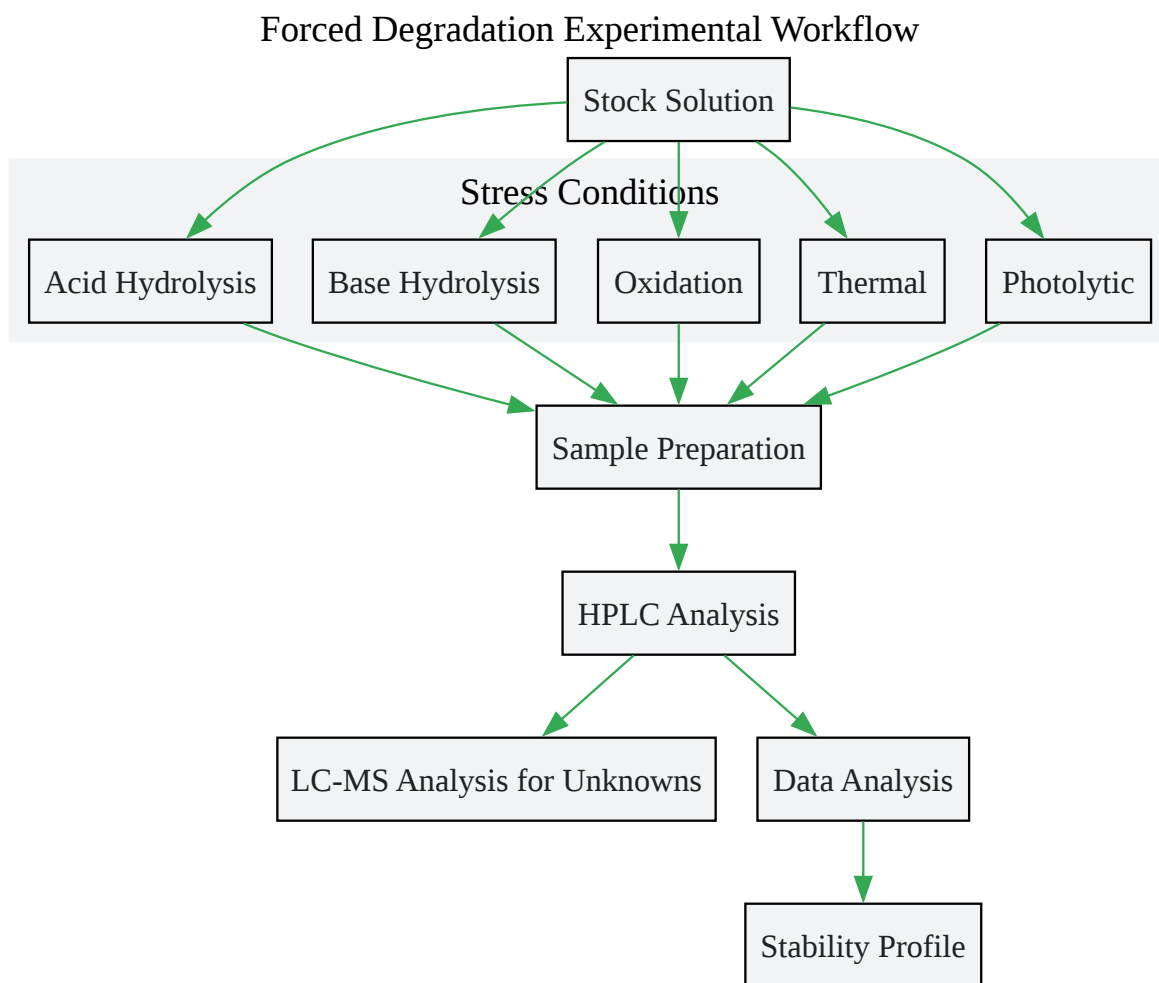 Forced Degradation Experimental Workflow
Stock Solution
Stress Conditions
Acid Hydrolysis
Base Hydrolysis
Oxidation
Thermal
Photolytic
Sample Preparation
HPLC Analysis
LC-MS Analysis for Unknowns
Data Analysis
Stability Profile